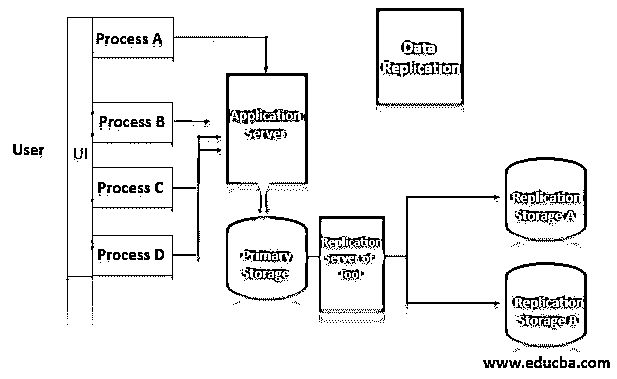 Process A
Data
Replication
Process B
Application
Server
User
UI
Process C
Process D
Primary
Storage
Replication
Server of
Tool
Replication
Storage A
Replication
Storage A
www.educba.com